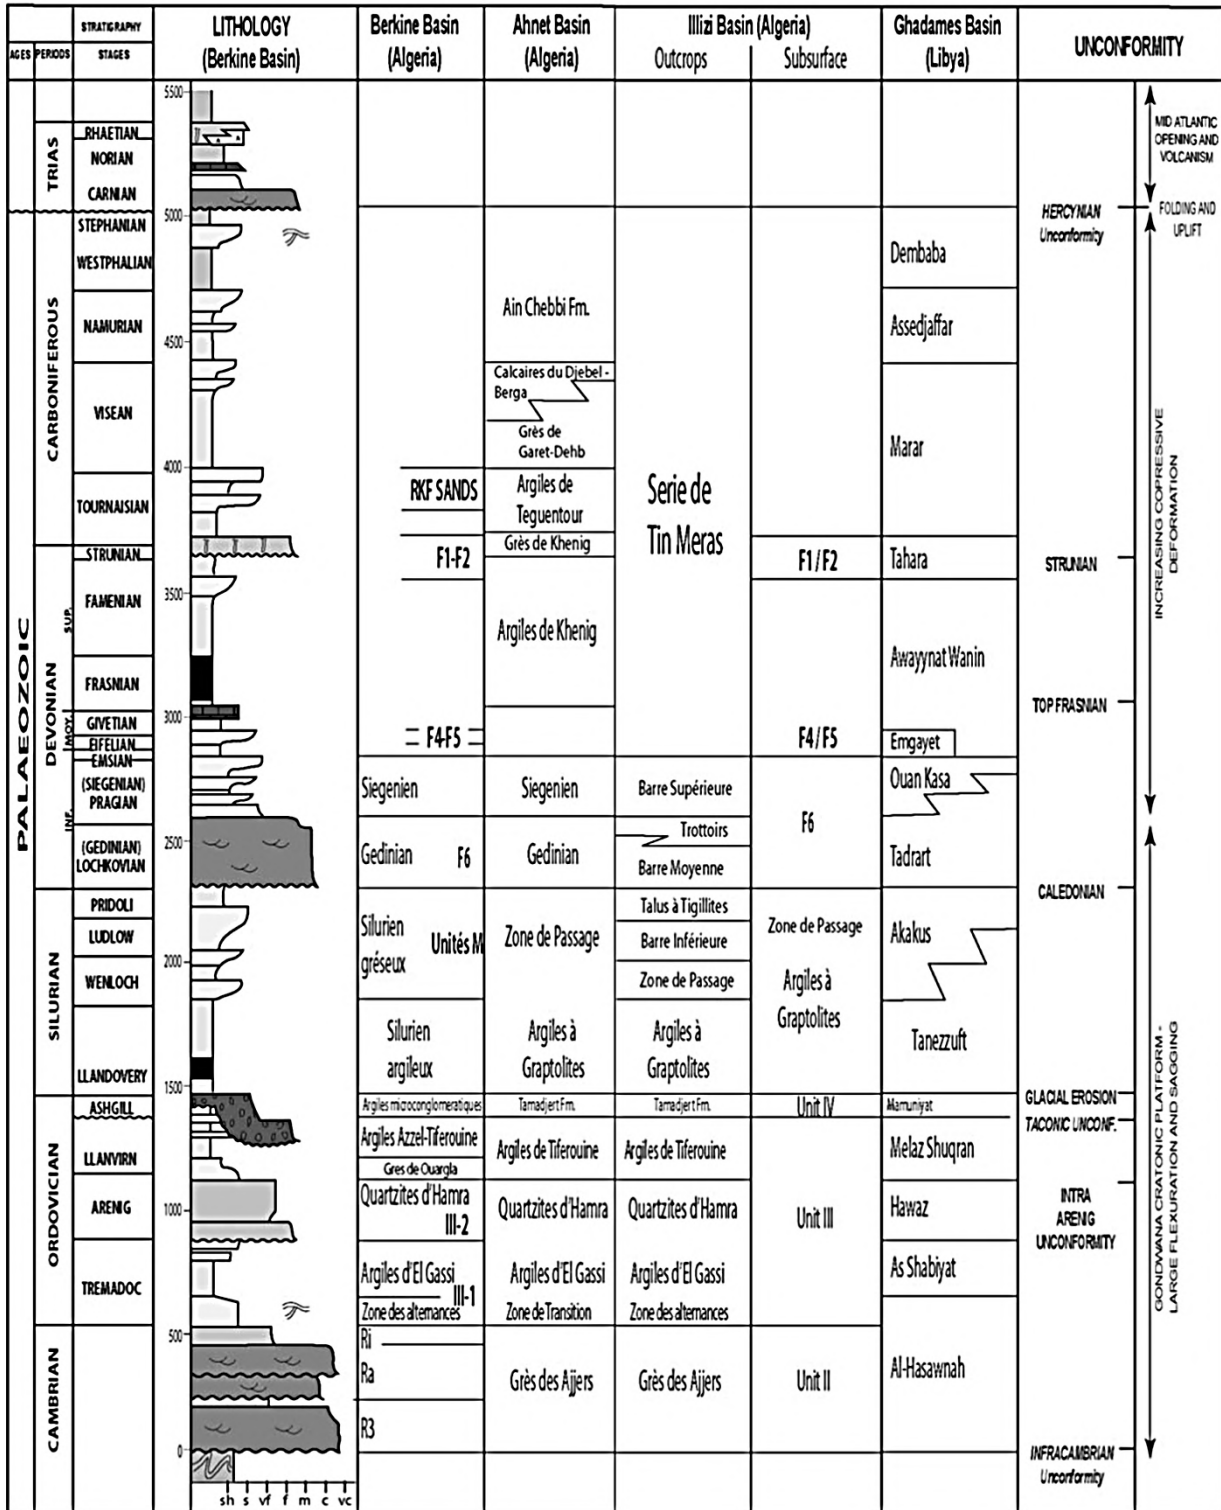 STRATIGRAPHY
AGES PERIODS STAGES
LITHOLOGY
(Berkine Basin)
Berkine Basin
(Algeria)
Ahnet Basin
(Algeria)
Illizi Basin (Algeria)
Outcrops
Subsurface
Ghadames Basin
(Libya)
UNCONFORMITY
PALAEOZOIC
TRIAS
CARBONIFEROUS
DEVONIAN
SUP.
MOY.
INF.
SILURIAN
ORDOVICIAN
CAMBRIAN
RHAETIAN
NORIAN
CARNIAN
STEPHANIAN
WESTPHALIAN
NAMURIAN
VISEAN
TOURNAISIAN
STRUNIAN
FAMENIAN
FRASNIAN
GIVETIAN
EIFELIAN
EMSIAN
(SIEGENIAN)
PRAGIAN
(GEDINIAN)
LOCHKOVIAN
PRIDOLI
LUDLOW
WENLOCH
LLANDOVERY
ASHGILL
LLANVIRN
ARENIG
TREMADOC
5500
5000
4500
4000
3500
3000
2500
2000
1500
1000
500
0
sh s vf f m c vc
RKF SANDS
F1-F2
F4-F5
Siegenien
Gedinian F6
Silurien
gréseux
Unités M
Silurien
argileux
Argiles microconglomeratiques
Argiles Azzel-Tiferouine
Gres de Ouargla
Quartzites d'Hamra
III-2
Argiles d'El Gassi
III-1
Zone des alternances
Ri
Ra
R3
Ain Chebbi Fm.
Calcaires du Djebel -
Berga
Grès de
Garet-Dehb
Argiles de
Teguentour
Grès de Khenig
Argiles de Khenig
Siegenien
Gedinian
Zone de Passage
Argiles à
Graptolites
Tamadjert Fm.
Argiles de Tiferouine
Quartzites d'Hamra
Argiles d'El Gassi
Zone de Transition
Grès des Ajjers
Serie de
Tin Meras
Barre Supérieure
Trottoirs
Barre Moyenne
Talus à Tigillites
Barre Inférieure
Zone de Passage
Argiles à
Graptolites
Tamadjert Fm.
Argiles de Tiferouine
Quartzites d'Hamra
Argiles d'El Gassi
Zone des alternances
Grès des Ajjers
F1/F2
F4/F5
F6
Zone de Passage
Argiles à
Graptolites
Unit IV
Unit III
Unit II
Dembaba
Assedjaffar
Marar
Tahara
Awayynat Wanin
Emgayet
Ouan Kasa
Tadrart
Akakus
Tanezzuft
Mamuniyat
Melaz Shuqran
Hawaz
As Shabiyat
Al-Hasawnah
HERCYNIAN
Unconformity
STRUNIAN
TOP FRASNIAN
CALEDONIAN
GLACIAL EROSION
TACONIC UNCONF.
INTRA
ARENIG
UNCONFORMITY
INFRACAMBRIAN
Unconformity
MID ATLANTIC
OPENING AND
VOLCANISM
FOLDING AND
UPLIFT
INCREASING COPRESSIVE
DEFORMATION
GONDWANA CRATONIC PLATFORM -
LARGE FLEXURATION AND SAGGING